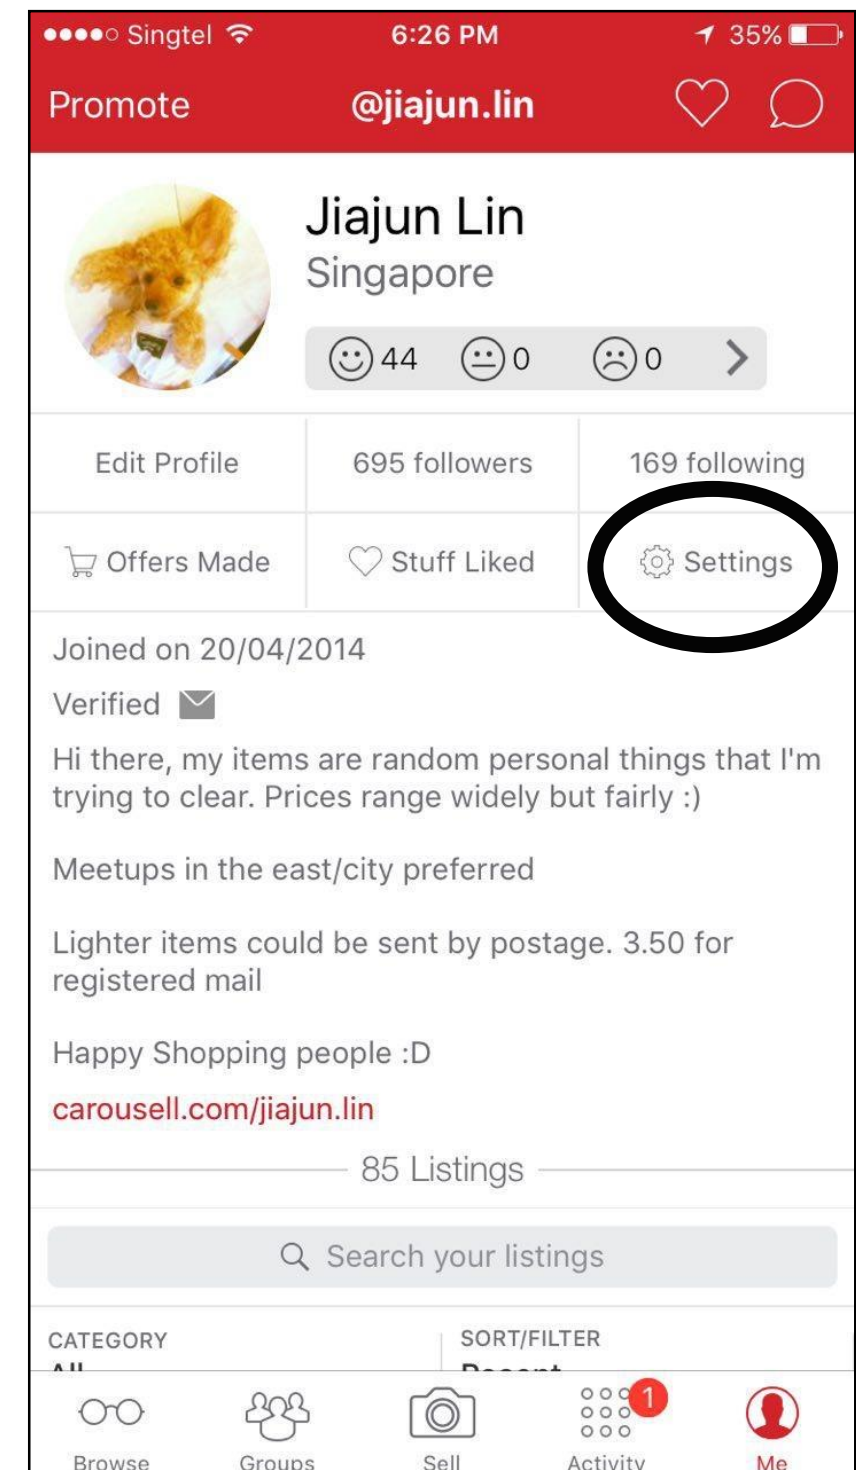 Singtel 6:26 PM 35%
Promote @jiajun.lin
Jiajun Lin
Singapore
44 0 0
Edit Profile 695 followers 169 following
Offers Made Stuff Liked Settings
Joined on 20/04/2014
Verified
Hi there, my items are random personal things that I'm
trying to clear. Prices range widely but fairly :)
Meetups in the east/city preferred
Lighter items could be sent by postage. 3.50 for
registered mail
Happy Shopping people :D
carousell.com/jiajun.lin
85 Listings
Search your listings
CATEGORY SORT/FILTER
All Recent
1
Browse Groups Sell Activity Me